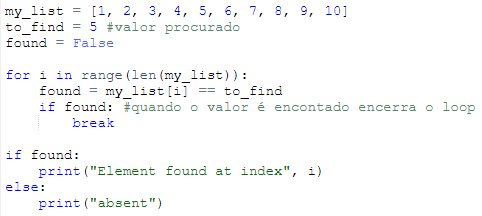 my_list = [1, 2, 3, 4, 5, 6, 7, 8, 9, 10]
to_find = 5 #valor procurado
found = False

for i in range(len(my_list)):
    found = my_list[i] == to_find
    if found: #quando o valor é encontado encerra o loop
        break

if found:
    print("Element found at index", i)
else:
    print("absent")